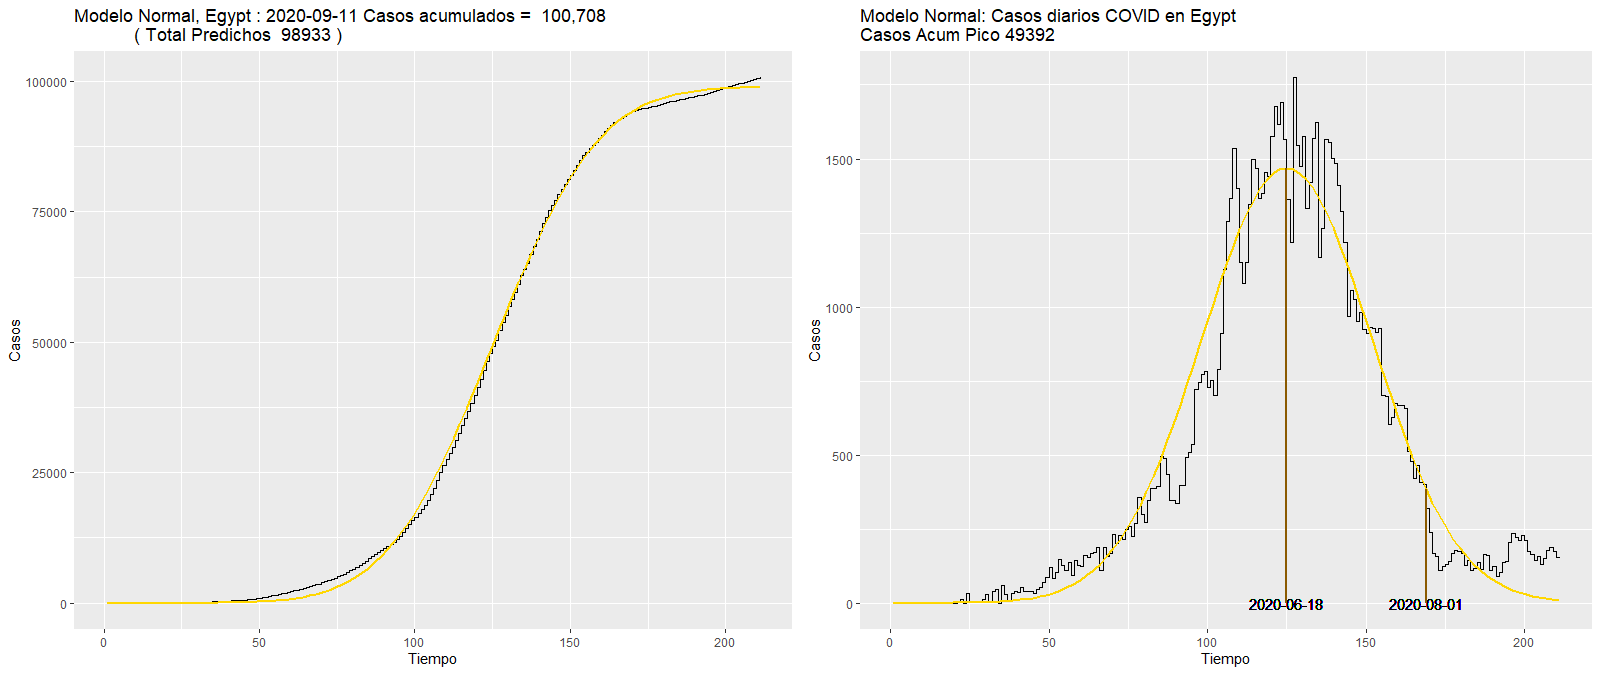 Modelo Normal, Egypt : 2020-09-11 Casos acumulados =  100,708
( Total Predichos  98933 )
100000
75000
50000
25000
0
Casos
0 50 100 150 200
Tiempo
Modelo Normal: Casos diarios COVID en Egypt
Casos Acum Pico 49392
1500
1000
500
0
Casos
2020-06-18 2020-08-01
0 50 100 150 200
Tiempo